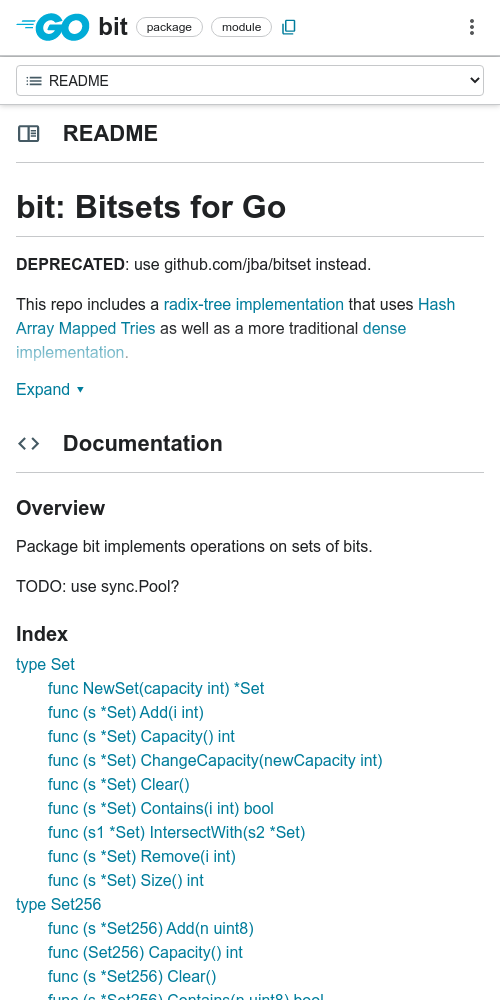 GO bit package module
README
README
bit: Bitsets for Go
DEPRECATED: use github.com/jba/bitset instead.
This repo includes a radix-tree implementation that uses Hash
Array Mapped Tries as well as a more traditional dense
implementation.
Expand
Documentation
Overview
Package bit implements operations on sets of bits.
TODO: use sync.Pool?
Index
type Set
func NewSet(capacity int) *Set
func (s *Set) Add(i int)
func (s *Set) Capacity() int
func (s *Set) ChangeCapacity(newCapacity int)
func (s *Set) Clear()
func (s *Set) Contains(i int) bool
func (s1 *Set) IntersectWith(s2 *Set)
func (s *Set) Remove(i int)
func (s *Set) Size() int
type Set256
func (s *Set256) Add(n uint8)
func (Set256) Capacity() int
func (s *Set256) Clear()
func (s *Set256) Contains(n uint8) bool